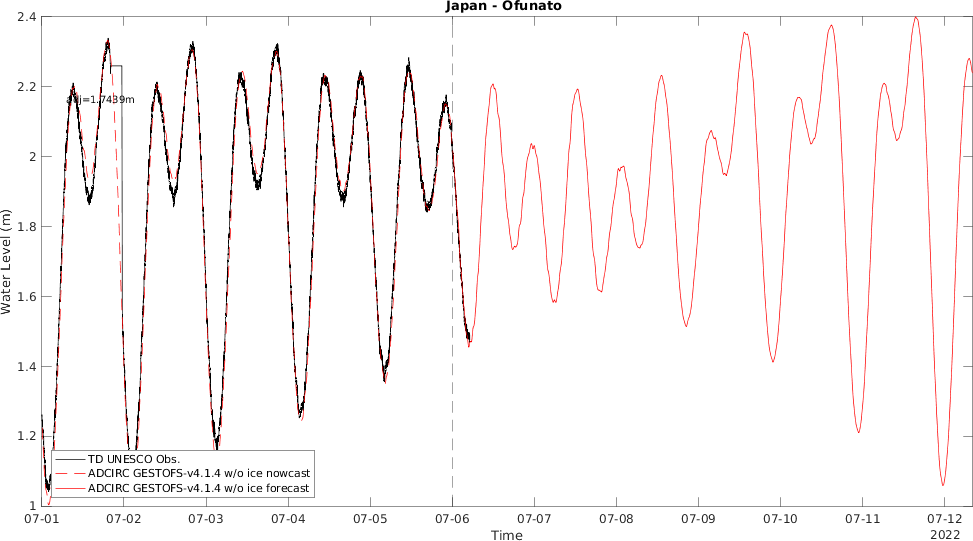 Japan - Ofunato
Water Level (m)
2.4
2.2
2
1.8
1.6
1.4
1.2
1
adj=1.7439m
TD UNESCO Obs.
ADCIRC GESTOFS-v4.1.4 w/o ice nowcast
ADCIRC GESTOFS-v4.1.4 w/o ice forecast
07-01 07-02 07-03 07-04 07-05 07-06 07-07 07-08 07-09 07-10 07-11 07-12
2022
Time